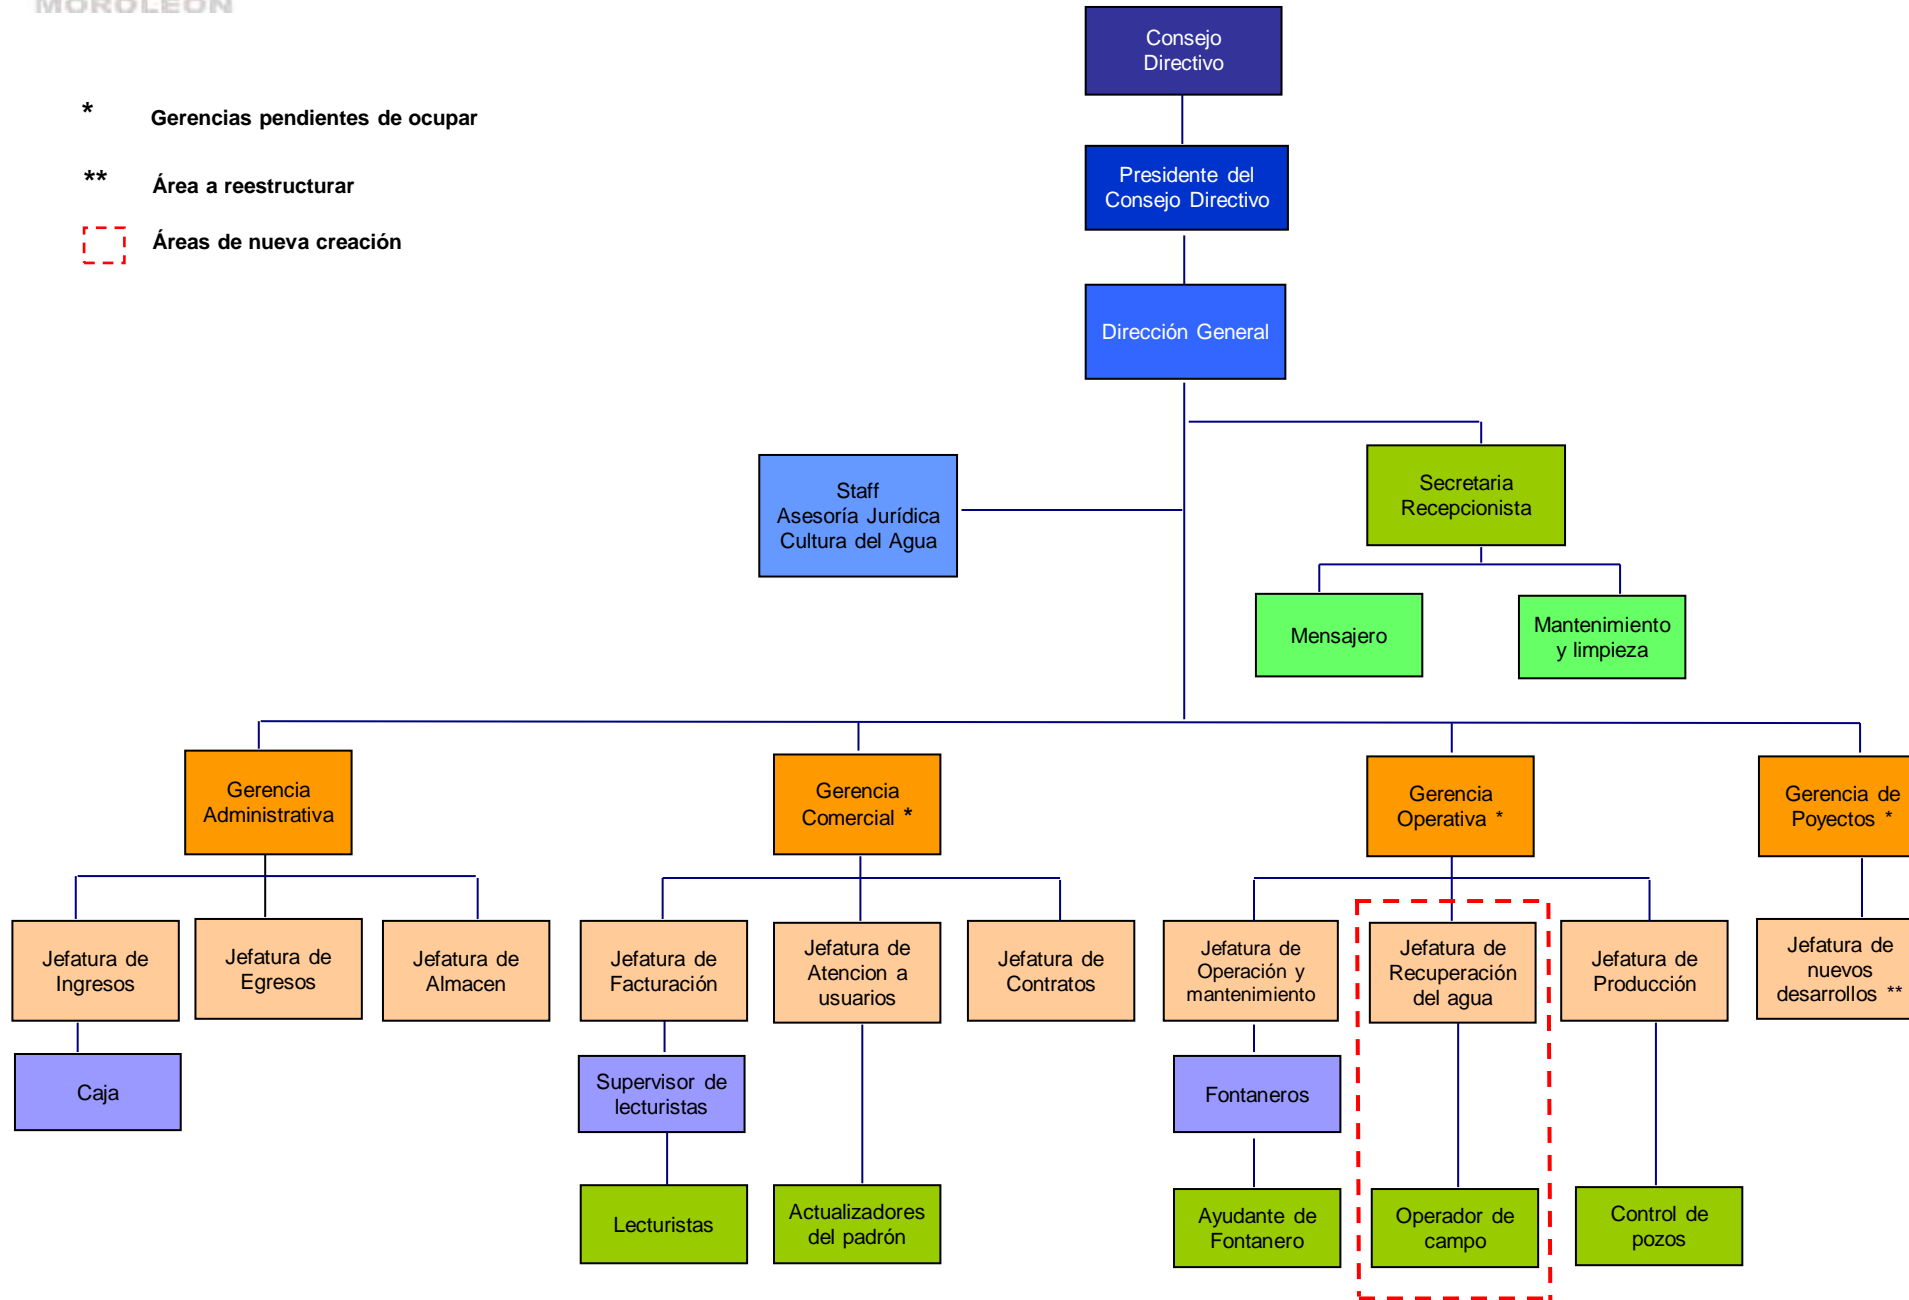 MOROLEON
Consejo
Directivo
* Gerencias pendientes de ocupar
Presidente del
Consejo Directivo
** Área a reestructurar
Áreas de nueva creación
Dirección General
Staff
Asesoría Jurídica
Cultura del Agua
Secretaria
Recepcionista
Mensajero
Mantenimiento
y limpieza
Gerencia
Administrativa
Gerencia
Comercial *
Gerencia
Operativa *
Gerencia de
Poyectos *
Jefatura de
Ingresos
Jefatura de
Egresos
Jefatura de
Almacen
Jefatura de
Facturación
Jefatura de
Atencion a
usuarios
Jefatura de
Contratos
Jefatura de
Operación y
mantenimiento
Jefatura de
Recuperación
del agua
Jefatura de
Producción
Jefatura de
nuevos
desarrollos **
Caja
Supervisor de
lecturistas
Fontaneros
Lecturistas
Actualizadores
del padrón
Ayudante de
Fontanero
Operador de
campo
Control de
pozos